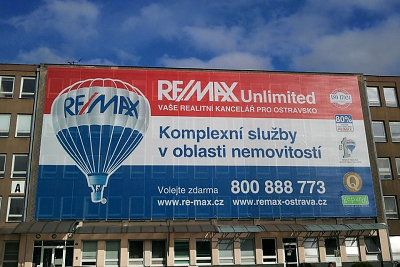 RE/MAX Unlimited
VAŠE REALITNÍ KANCELÁŘ PRO OSTRAVSKO
RE/MAX
80%
Komplexní služby
v oblasti nemovitostí
A
Volejte zdarma 800 888 773
www.re-max.cz www.remax-ostrava.cz